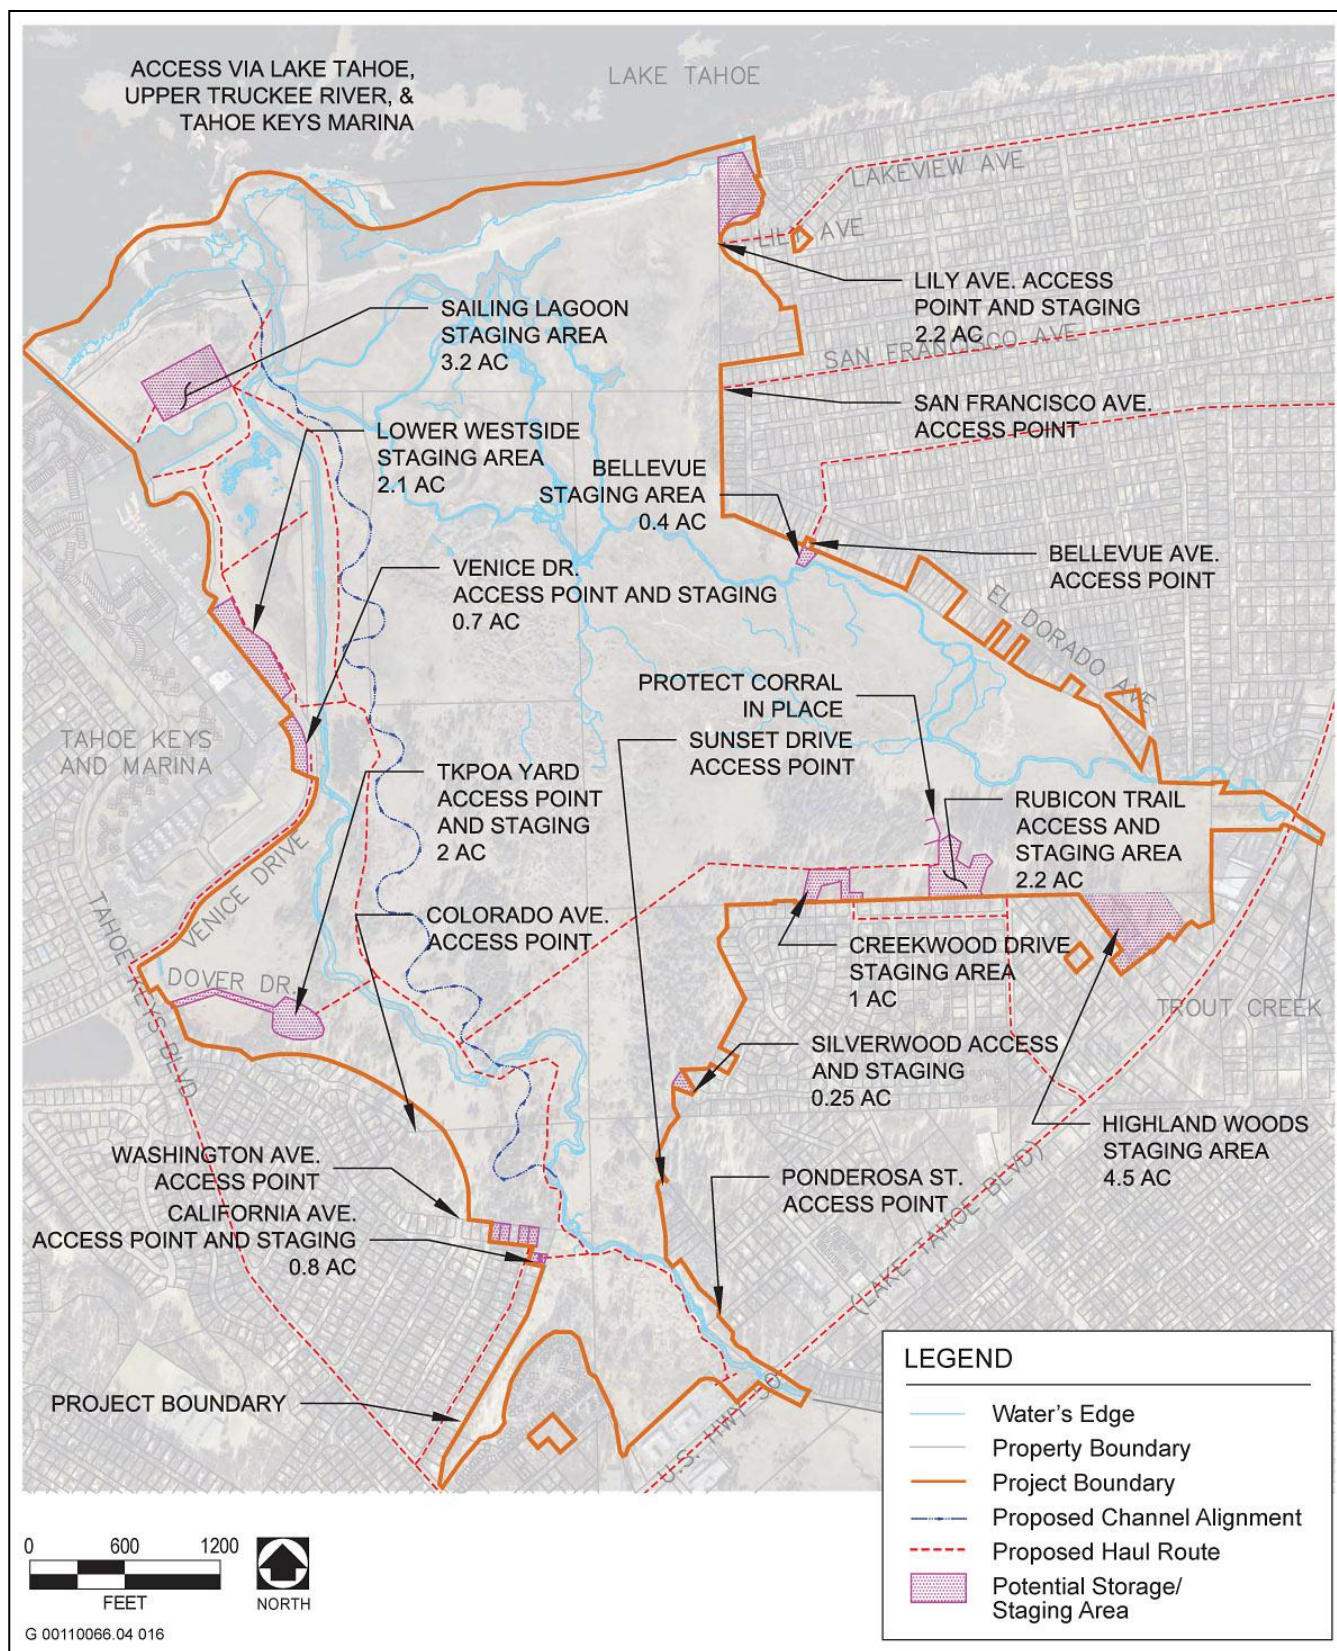 ACCESS VIA LAKE TAHOE,
UPPER TRUCKEE RIVER, &
TAHOE KEYS MARINA
LAKE TAHOE
LAKEVIEW AVE
LILY AVE
LILY AVE. ACCESS
POINT AND STAGING
2.2 AC
SAILING LAGOON
STAGING AREA
3.2 AC
SAN FRANCISCO AVE
SAN FRANCISCO AVE.
ACCESS POINT
LOWER WESTSIDE
STAGING AREA
2.1 AC
BELLEVUE
STAGING AREA
0.4 AC
BELLEVUE AVE.
ACCESS POINT
VENICE DR.
ACCESS POINT AND STAGING
0.7 AC
EL DORADO AVE
PROTECT CORRAL
IN PLACE
SUNSET DRIVE
ACCESS POINT
TAHOE KEYS
AND MARINA
TKPOA YARD
ACCESS POINT
AND STAGING
2 AC
RUBICON TRAIL
ACCESS AND
STAGING AREA
2.2 AC
VENICE DRIVE
COLORADO AVE.
ACCESS POINT
CREEKWOOD DRIVE
STAGING AREA
1 AC
TAHOE KEYS BLVD
DOVER DR.
TROUT CREEK
SILVERWOOD ACCESS
AND STAGING
0.25 AC
HIGHLAND WOODS
STAGING AREA
4.5 AC
WASHINGTON AVE.
ACCESS POINT
CALIFORNIA AVE.
ACCESS POINT AND STAGING
0.8 AC
PONDEROSA ST.
ACCESS POINT
U.S. HWY 50
(LAKE TAHOE BLVD)
PROJECT BOUNDARY
LEGEND
Water's Edge
Property Boundary
Project Boundary
Proposed Channel Alignment
Proposed Haul Route
Potential Storage/
Staging Area
0 600 1200
FEET
NORTH
G 00110066.04 016